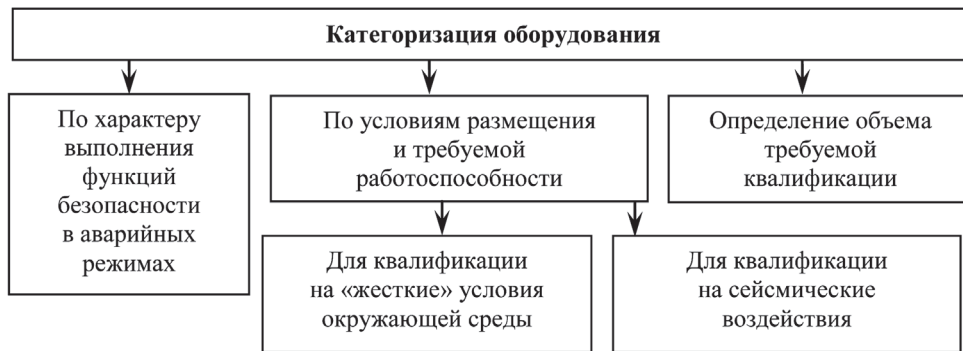 Категоризация оборудования
По характеру
выполнения
функций
безопасности
в аварийных
режимах
По условиям размещения
и требуемой
работоспособности
Определение объема
требуемой
квалификации
Для квалификации
на «жесткие» условия
окружающей среды
Для квалификации
на сейсмические
воздействия